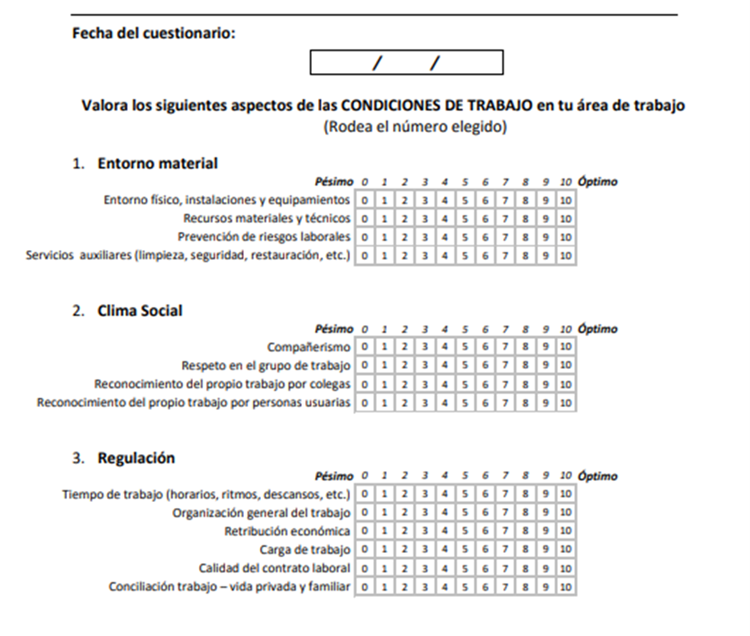 Fecha del cuestionario:
/ /
Valora los siguientes aspectos de las CONDICIONES DE TRABAJO en tu área de trabajo
(Rodea el número elegido)
1. Entorno material
Pésimo 0 1 2 3 4 5 6 7 8 9 10 Óptimo
Entorno físico, instalaciones y equipamientos 0 1 2 3 4 5 6 7 8 9 10
Recursos materiales y técnicos 0 1 2 3 4 5 6 7 8 9 10
Prevención de riesgos laborales 0 1 2 3 4 5 6 7 8 9 10
Servicios auxiliares (limpieza, seguridad, restauración, etc.) 0 1 2 3 4 5 6 7 8 9 10
2. Clima Social
Pésimo 0 1 2 3 4 5 6 7 8 9 10 Óptimo
Compañerismo 0 1 2 3 4 5 6 7 8 9 10
Respeto en el grupo de trabajo 0 1 2 3 4 5 6 7 8 9 10
Reconocimiento del propio trabajo por colegas 0 1 2 3 4 5 6 7 8 9 10
Reconocimiento del propio trabajo por personas usuarias 0 1 2 3 4 5 6 7 8 9 10
3. Regulación
Pésimo 0 1 2 3 4 5 6 7 8 9 10 Óptimo
Tiempo de trabajo (horarios, ritmos, descansos, etc.) 0 1 2 3 4 5 6 7 8 9 10
Organización general del trabajo 0 1 2 3 4 5 6 7 8 9 10
Retribución económica 0 1 2 3 4 5 6 7 8 9 10
Carga de trabajo 0 1 2 3 4 5 6 7 8 9 10
Calidad del contrato laboral 0 1 2 3 4 5 6 7 8 9 10
Conciliación trabajo – vida privada y familiar 0 1 2 3 4 5 6 7 8 9 10